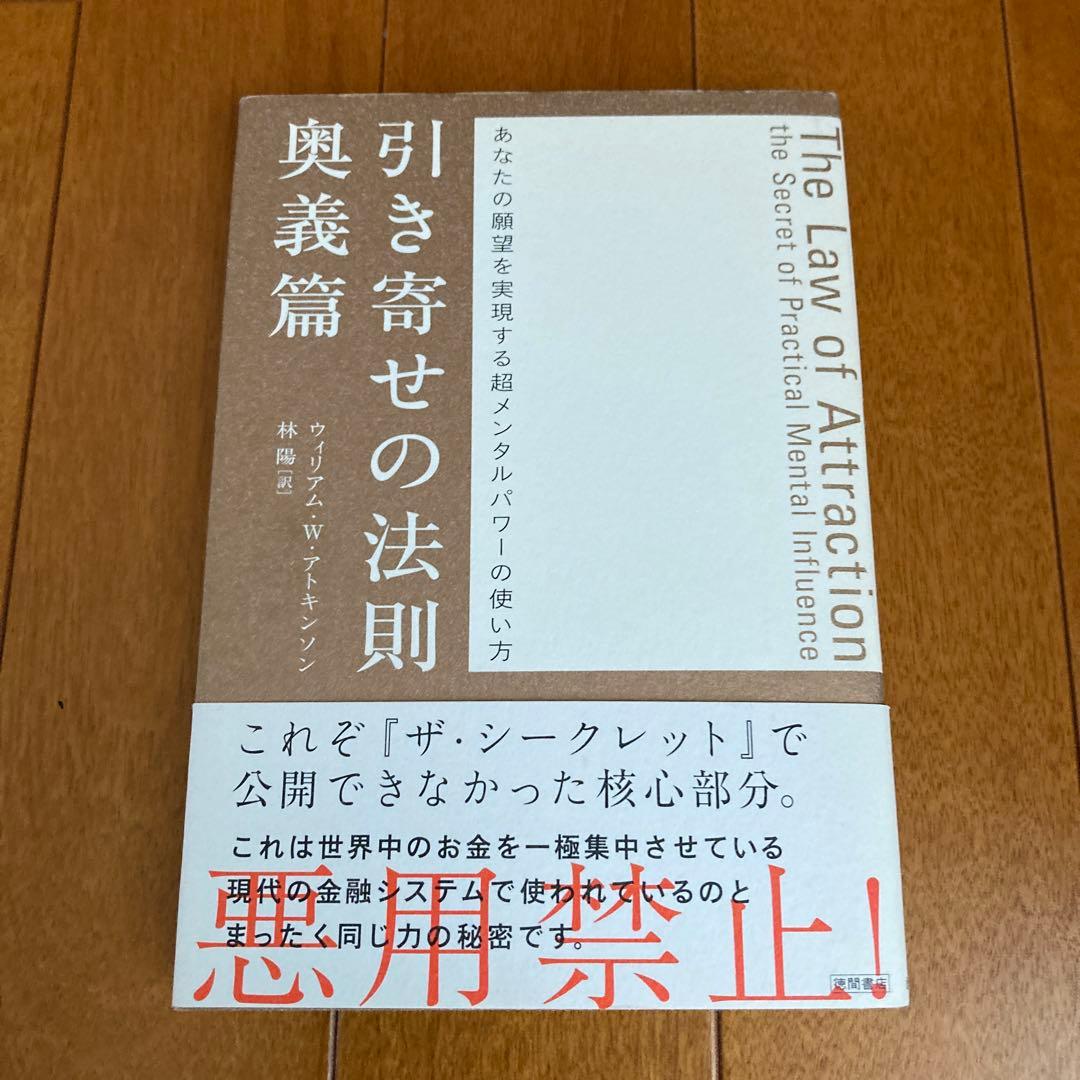 The Law of Attraction
the Secret of Practical Mental Influence
あなたの願望を実現する超メンタルパワーの使い方
引き寄せの法則
奥義篇
ウィリアム・W・アトキンソン
林 陽[訳]
これぞ『ザ・シークレット』で
公開できなかった核心部分。
これは世界中のお金を一極集中させている
現代の金融システムで使われているのと
まったく同じ力の秘密です。
悪用禁止!
徳間書店